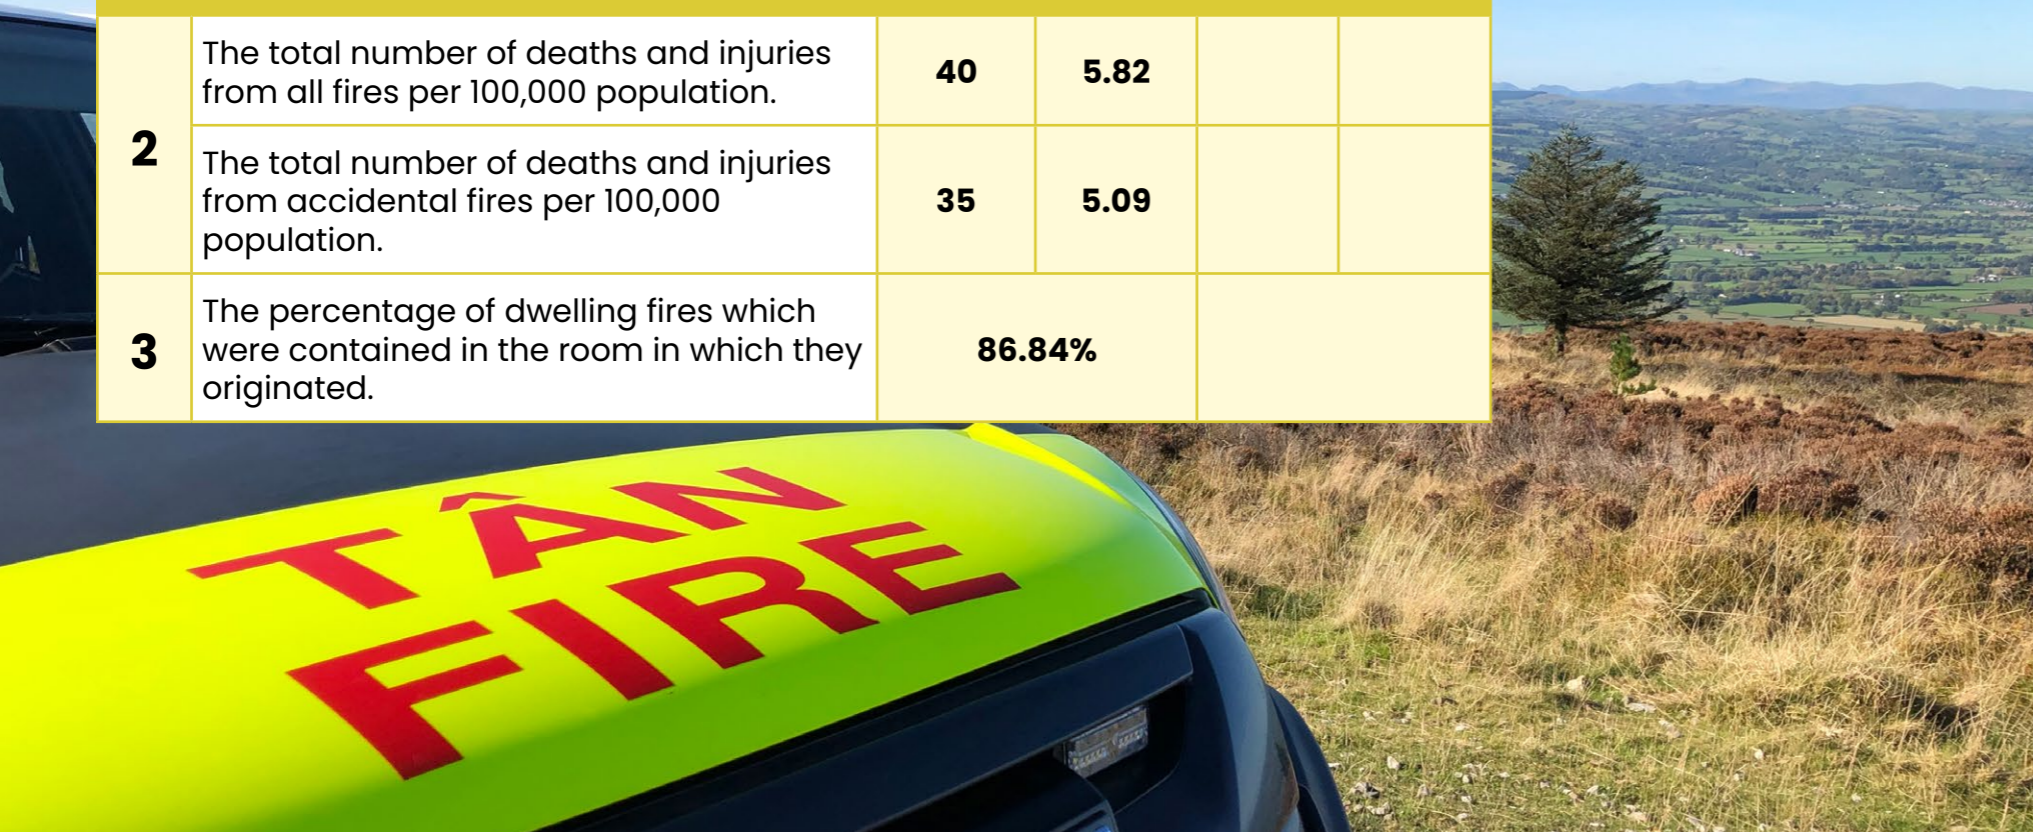 The total number of deaths and injuries
from all fires per 100,000 population.
40
5.82
2
The total number of deaths and injuries
from accidental fires per 100,000
population.
35
5.09
3
The percentage of dwelling fires which
were contained in the room in which they
originated.
86.84%
TÂN
FIRE